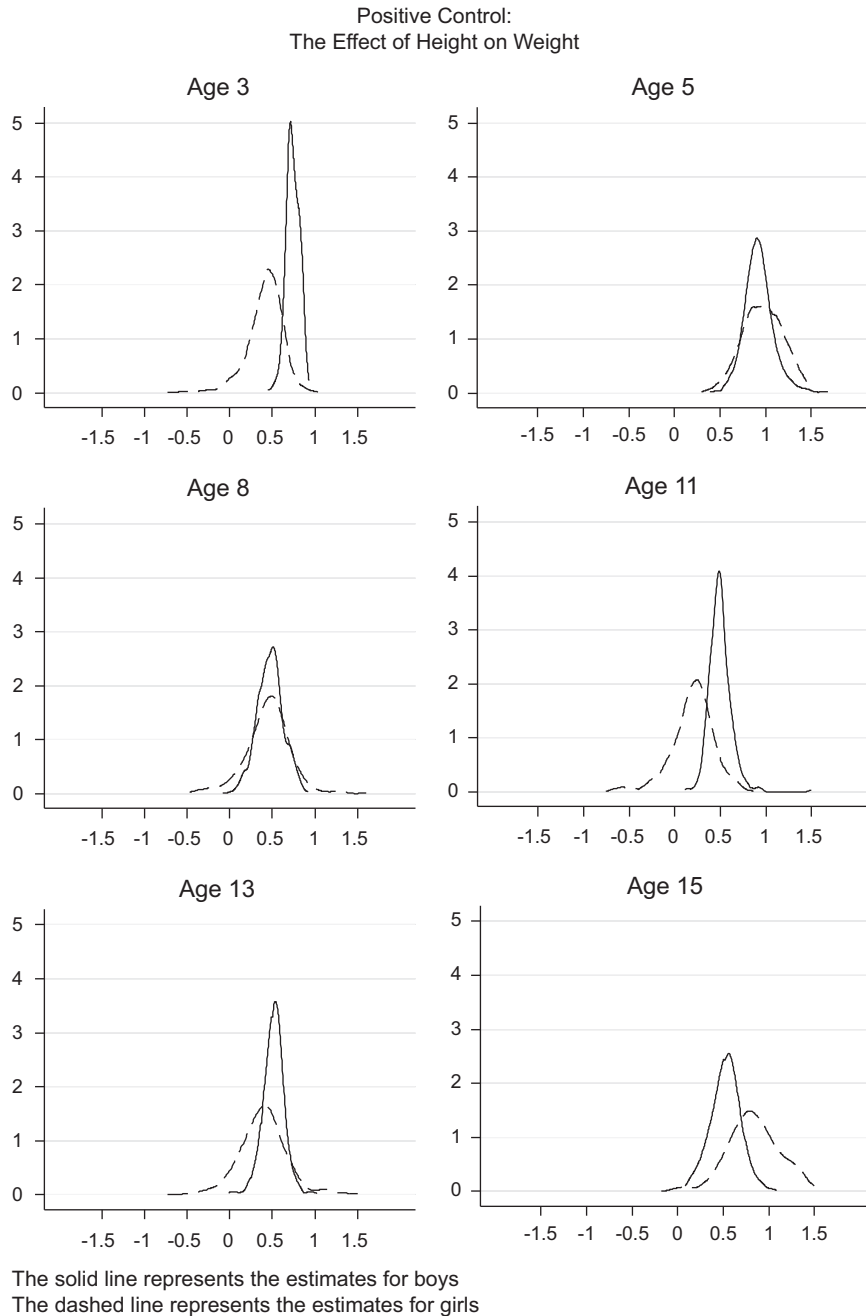 Positive Control:
The Effect of Height on Weight
Age 3
5
4
3
2
1
0
-1.5 -1 -0.5 0 0.5 1 1.5
Age 5
5
4
3
2
1
0
-1.5 -1 -0.5 0 0.5 1 1.5
Age 8
5
4
3
2
1
0
-1.5 -1 -0.5 0 0.5 1 1.5
Age 11
5
4
3
2
1
0
-1.5 -1 -0.5 0 0.5 1 1.5
Age 13
5
4
3
2
1
0
-1.5 -1 -0.5 0 0.5 1 1.5
Age 15
5
4
3
2
1
0
-1.5 -1 -0.5 0 0.5 1 1.5
The solid line represents the estimates for boys
The dashed line represents the estimates for girls